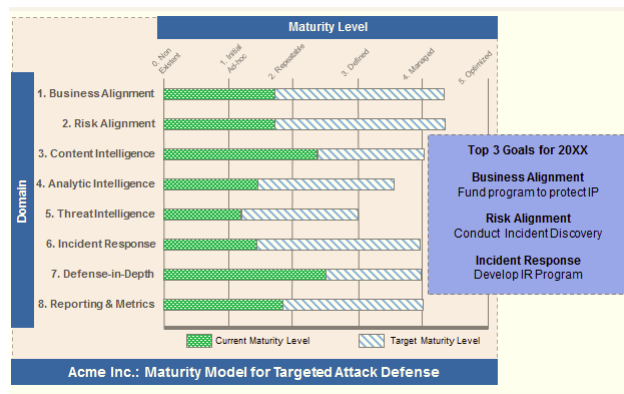 Maturity Level
0. Non
Existent
1. Initial
Ad-hoc
2. Repeatable
3. Defined
4. Managed
5. Optimized
Domain
1. Business Alignment
2. Risk Alignment
3. Content Intelligence
4. Analytic Intelligence
5. Threat Intelligence
6. Incident Response
7. Defense-in-Depth
8. Reporting & Metrics
Top 3 Goals for 20XX
Business Alignment
Fund program to protect IP
Risk Alignment
Conduct Incident Discovery
Incident Response
Develop IR Program
Current Maturity Level
Target Maturity Level
Acme Inc.: Maturity Model for Targeted Attack Defense